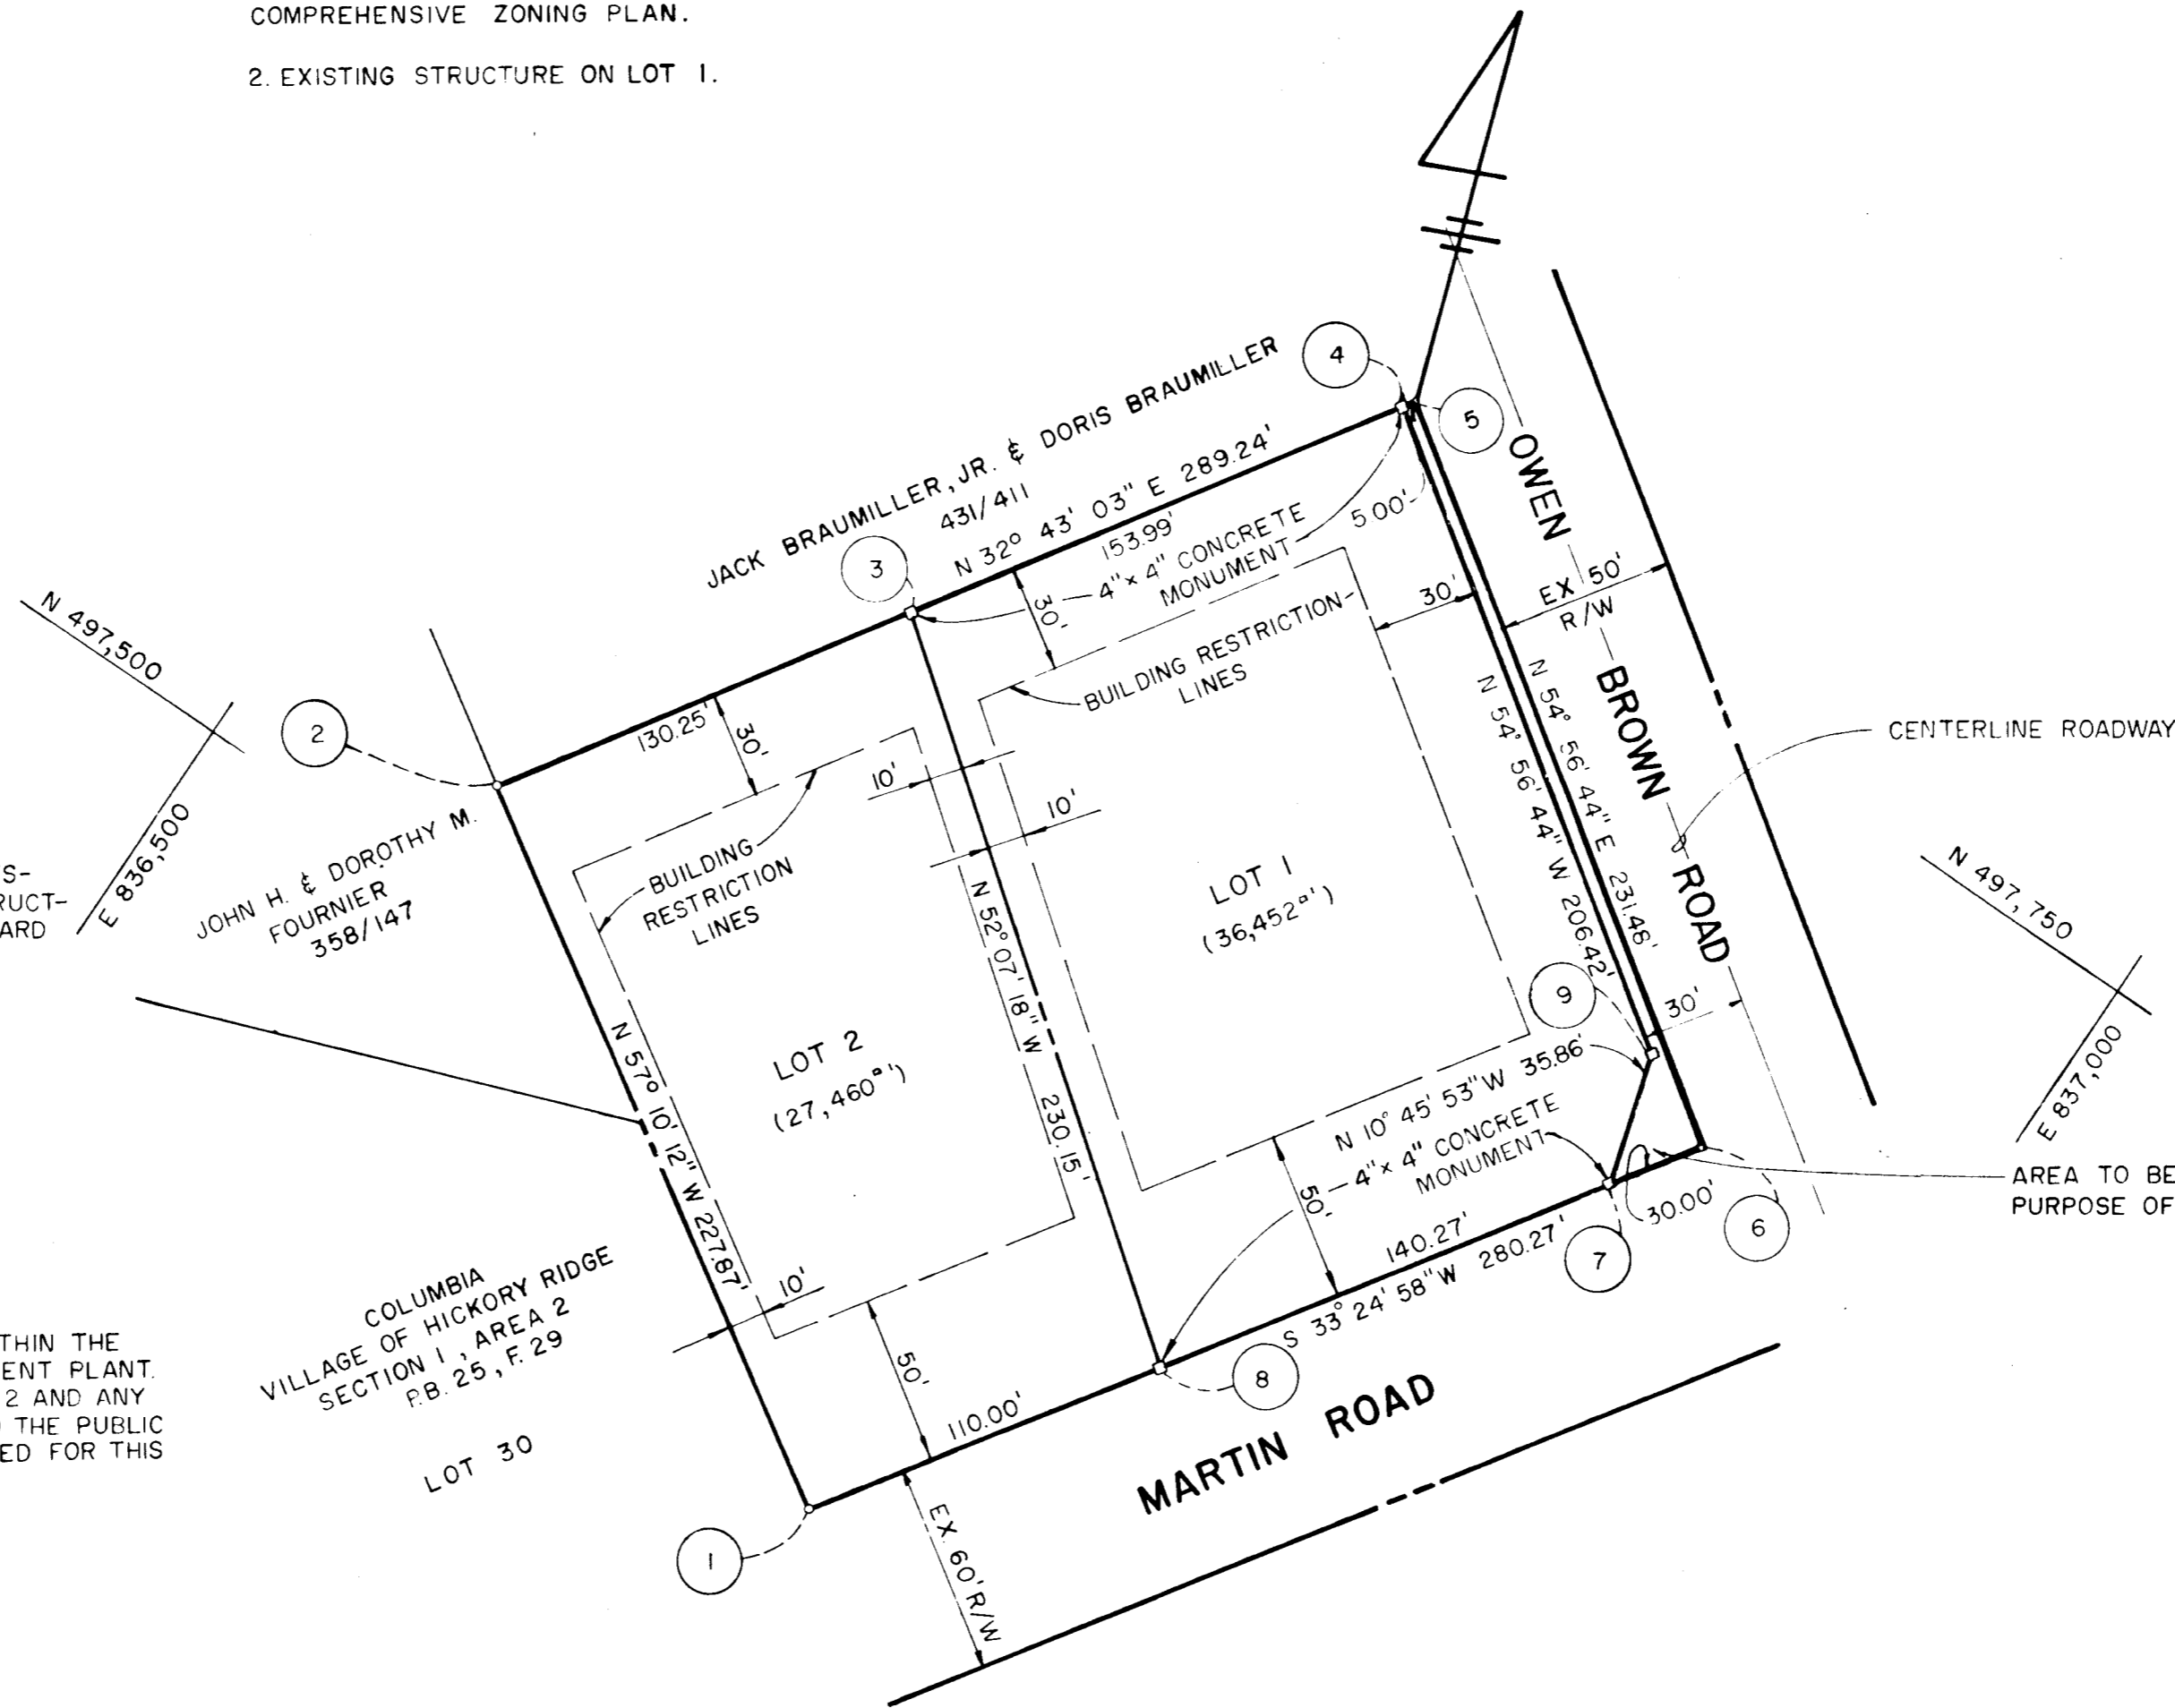 COMPREHENSIVE ZONING PLAN.
2. EXISTING STRUCTURE ON LOT 1.
4
5
JACK BRAUMILLER, JR. & DORIS BRAUMILLER
431/411
3
N 32° 43' 03" E 289.24'
153.99'
4"x 4" CONCRETE
MONUMENT
5.00'
30'
30'
BUILDING RESTRICTION
LINES
OWEN BROWN ROAD
EX 50'
R/W
N 54° 56' 44" E 231.48'
N 54° 56' 44" W 206.42'
CENTERLINE ROADWAY
N 497,500
E 836,500
2
130.25'
30'
10'
10'
BUILDING
RESTRICTION
LINES
JOHN H. & DOROTHY M.
FOURNIER
358/147
S-
RUCT-
ARD
N 52° 07' 18" W 230.15'
LOT 1
(36,452▫')
N 497,750
E 837,000
9
30'
N 57° 10' 12" W 227.87'
LOT 2
(27,460▫')
N 10° 45' 53" W 35.86'
4"x 4" CONCRETE
MONUMENT
AREA TO BE
PURPOSE OF
50'
30.00'
6
7
140.27'
S 33° 24' 58" W 280.27'
10'
50'
8
110.00'
COLUMBIA
VILLAGE OF HICKORY RIDGE
SECTION 1, AREA 2
P.B. 25, F. 29
LOT 30
THIN THE
ENT PLANT.
2 AND ANY
THE PUBLIC
ED FOR THIS
MARTIN ROAD
1
EX. 60' R/W